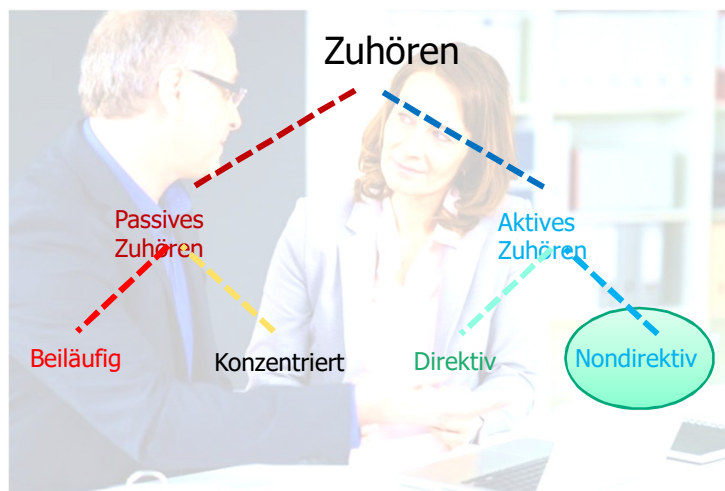 Zuhören
Passives
Zuhören
Aktives
Zuhören
Beiläufig
Konzentriert
Direktiv
Nondirektiv